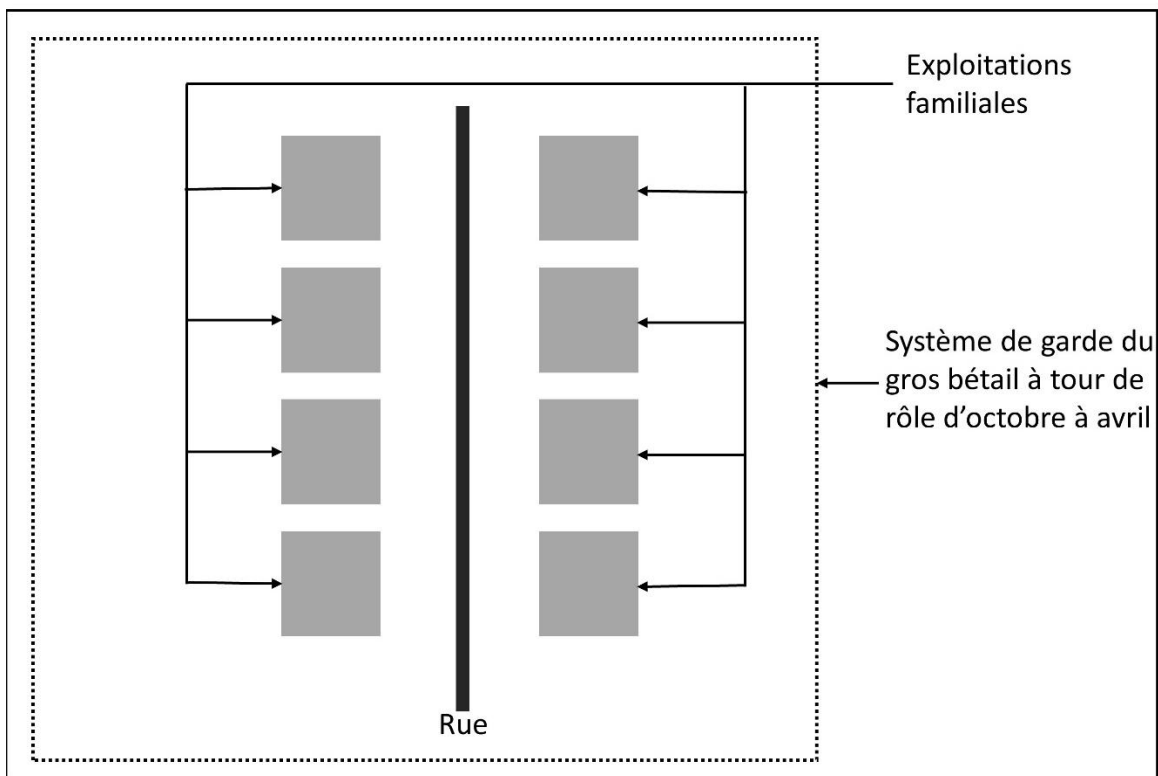 Exploitations
familiales
Système de garde du
gros bétail à tour de
rôle d’octobre à avril
Rue